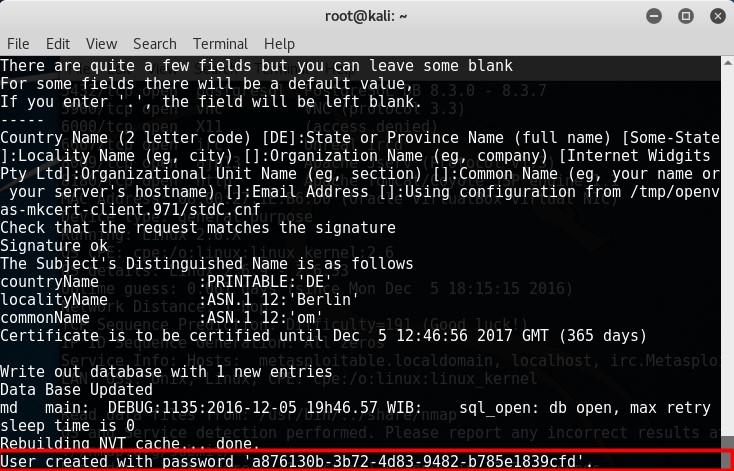 root@kali: ~
File Edit View Search Terminal Help
There are quite a few fields but you can leave some blank
For some fields there will be a default value,
If you enter '.', the field will be left blank.
-----
Country Name (2 letter code) [DE]:State or Province Name (full name) [Some-State
]:Locality Name (eg, city) []:Organization Name (eg, company) [Internet Widgits
Pty Ltd]:Organizational Unit Name (eg, section) []:Common Name (eg, your name or
your server's hostname) []:Email Address []:Using configuration from /tmp/openv
as-mkcert-client.971/stdC.cnf
Check that the request matches the signature
Signature ok
The Subject's Distinguished Name is as follows
countryName :PRINTABLE:'DE'
localityName :ASN.1 12:'Berlin'
commonName :ASN.1 12:'om'
Certificate is to be certified until Dec 5 12:46:56 2017 GMT (365 days)
Write out database with 1 new entries
Data Base Updated
md main: DEBUG:1135:2016-12-05 19h46.57 WIB: sql_open: db open, max retry
sleep time is 0
Rebuilding NVT cache... done.
User created with password 'a876130b-3b72-4d83-9482-b785e1839cfd'.